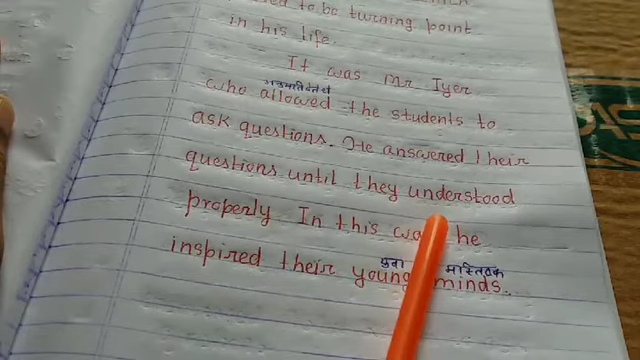 to be turning point
in his life.
It was Mr Iyer
who allowed the students to
ask questions. He answered their
questions until they understood
properly In this way he
युवा मास्तिष्क
inspired their young minds.